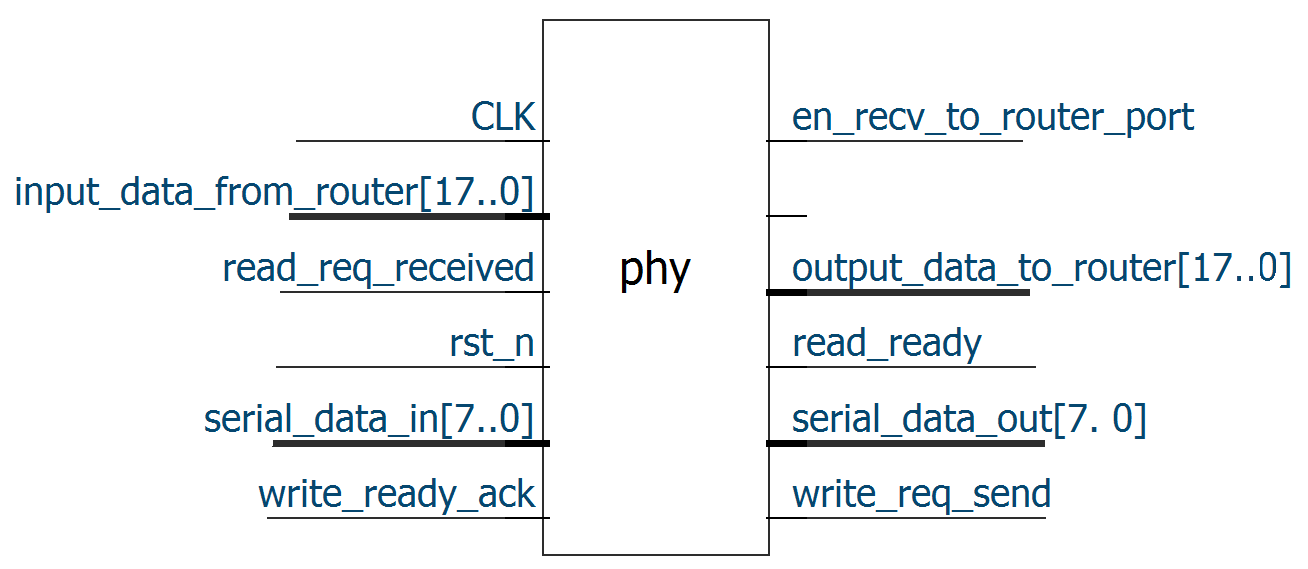 CLK
input_data_from_router[17..0]
read_req_received
rst_n
serial_data_in[7..0]
write_ready_ack
phy
en_recv_to_router_port
output_data_to_router[17..0]
read_ready
serial_data_out[7. 0]
write_req_send